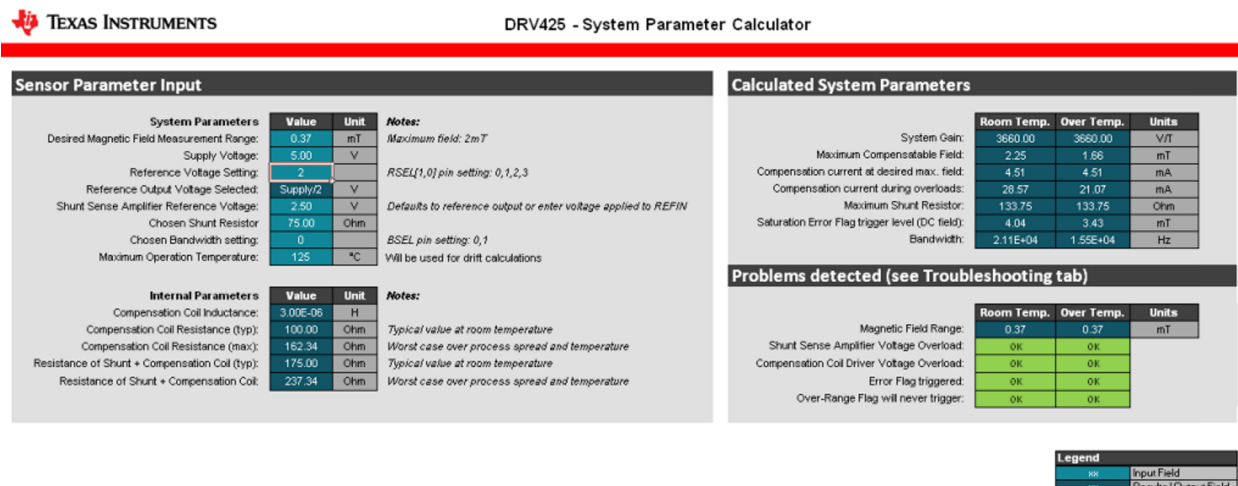 TEXAS INSTRUMENTS
DRV425 - System Parameter Calculator
Sensor Parameter Input
System Parameters Value Unit Notes:
Desired Magnetic Field Measurement Range: 0.37 mT Maximum field: 2mT
Supply Voltage: 5.00 V
Reference Voltage Setting: 2 RSEL[1,0] pin setting: 0,1,2,3
Reference Output Voltage Selected: Supply/2 V
Shunt Sense Amplifier Reference Voltage: 2.50 V Defaults to reference output or enter voltage applied to REFIN
Chosen Shunt Resistor 75.00 Ohm
Chosen Bandwidth setting: 0 BSEL pin setting: 0,1
Maximum Operation Temperature: 125 °C Will be used for drift calculations
Internal Parameters Value Unit Notes:
Compensation Coil Inductance: 3.00E-06 H
Compensation Coil Resistance (typ): 100.00 Ohm Typical value at room temperature
Compensation Coil Resistance (max): 162.34 Ohm Worst case over process spread and temperature
Resistance of Shunt + Compensation Coil (typ): 175.00 Ohm Typical value at room temperature
Resistance of Shunt + Compensation Coil: 237.34 Ohm Worst case over process spread and temperature
Calculated System Parameters
Room Temp. Over Temp. Units
System Gain: 3660.00 3660.00 V/T
Maximum Compensatable Field: 2.25 1.66 mT
Compensation current at desired max. field: 4.51 4.51 mA
Compensation current during overloads: 28.57 21.07 mA
Maximum Shunt Resistor: 133.75 133.75 Ohm
Saturation Error Flag trigger level (DC field): 4.04 3.43 mT
Bandwidth: 2.11E+04 1.55E+04 Hz
Problems detected (see Troubleshooting tab)
Room Temp. Over Temp. Units
Magnetic Field Range: 0.37 0.37 mT
Shunt Sense Amplifier Voltage Overload: OK OK
Compensation Coil Driver Voltage Overload: OK OK
Error Flag triggered: OK OK
Over-Range Flag will never trigger: OK OK
Legend
xx Input Field